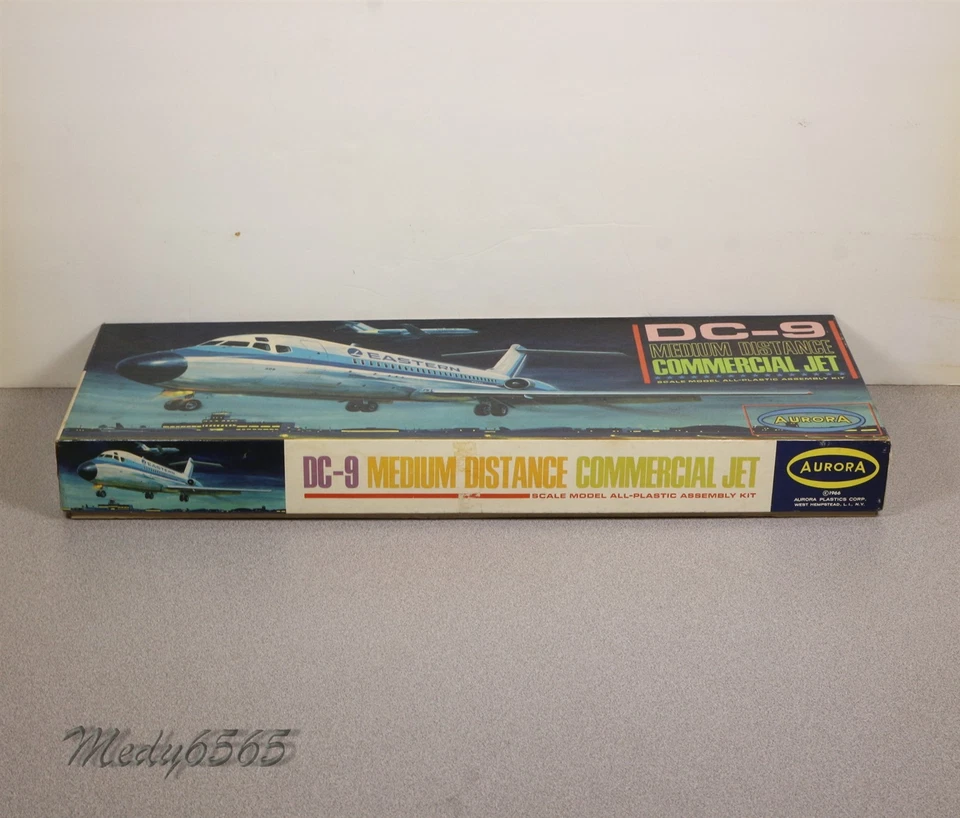 DC-9
MEDIUM DISTANCE
COMMERCIAL JET
SCALE MODEL ALL-PLASTIC ASSEMBLY KIT
EASTERN
AURORA
DC-9 MEDIUM DISTANCE COMMERCIAL JET
SCALE MODEL ALL-PLASTIC ASSEMBLY KIT
AURORA
©1966
AURORA PLASTICS CORP.
WEST HEMPSTEAD, L. I., N.Y.
Medy6565